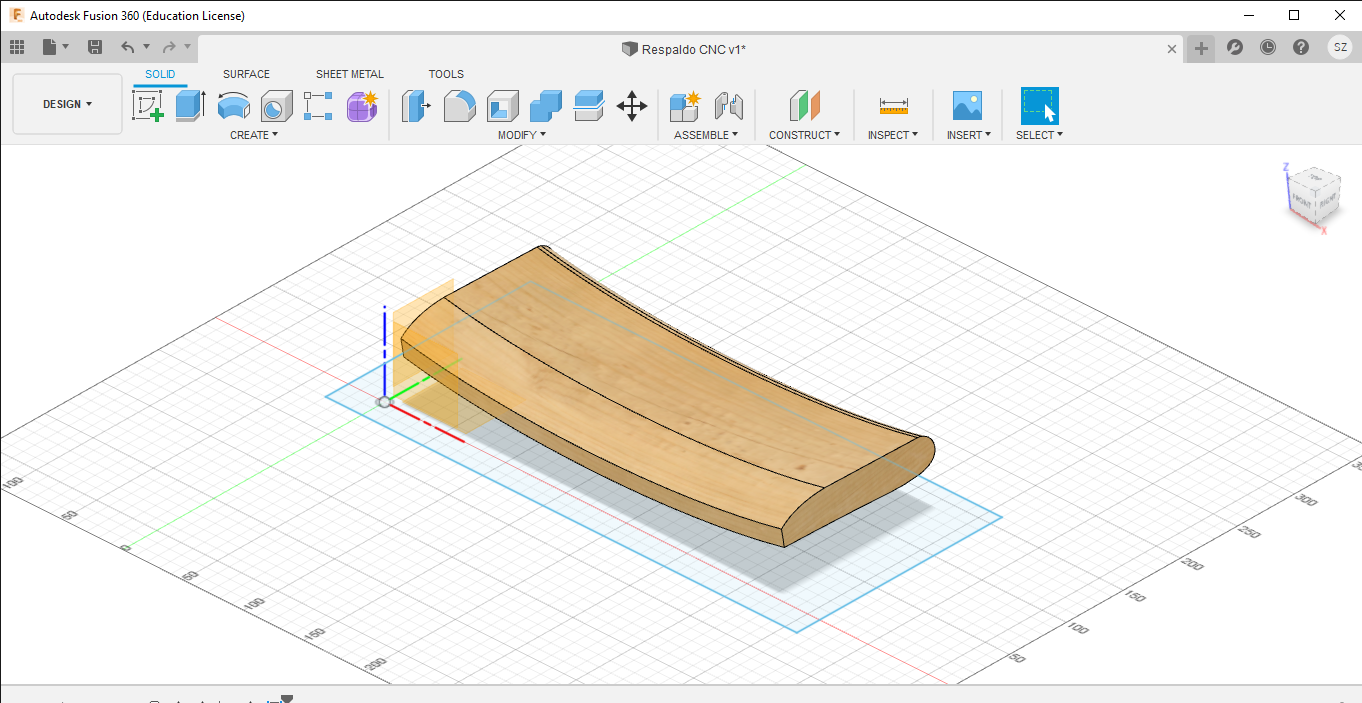 Autodesk Fusion 360 (Education License)
Respaldo CNC v1*
SZ
DESIGN
SOLID
SURFACE
SHEET METAL
TOOLS
CREATE
MODIFY
ASSEMBLE
CONSTRUCT
INSPECT
INSERT
SELECT
Z
TOP
FRONT
RIGHT
X
100
50
0
50
100
150
200
50
100
150
200
250
300